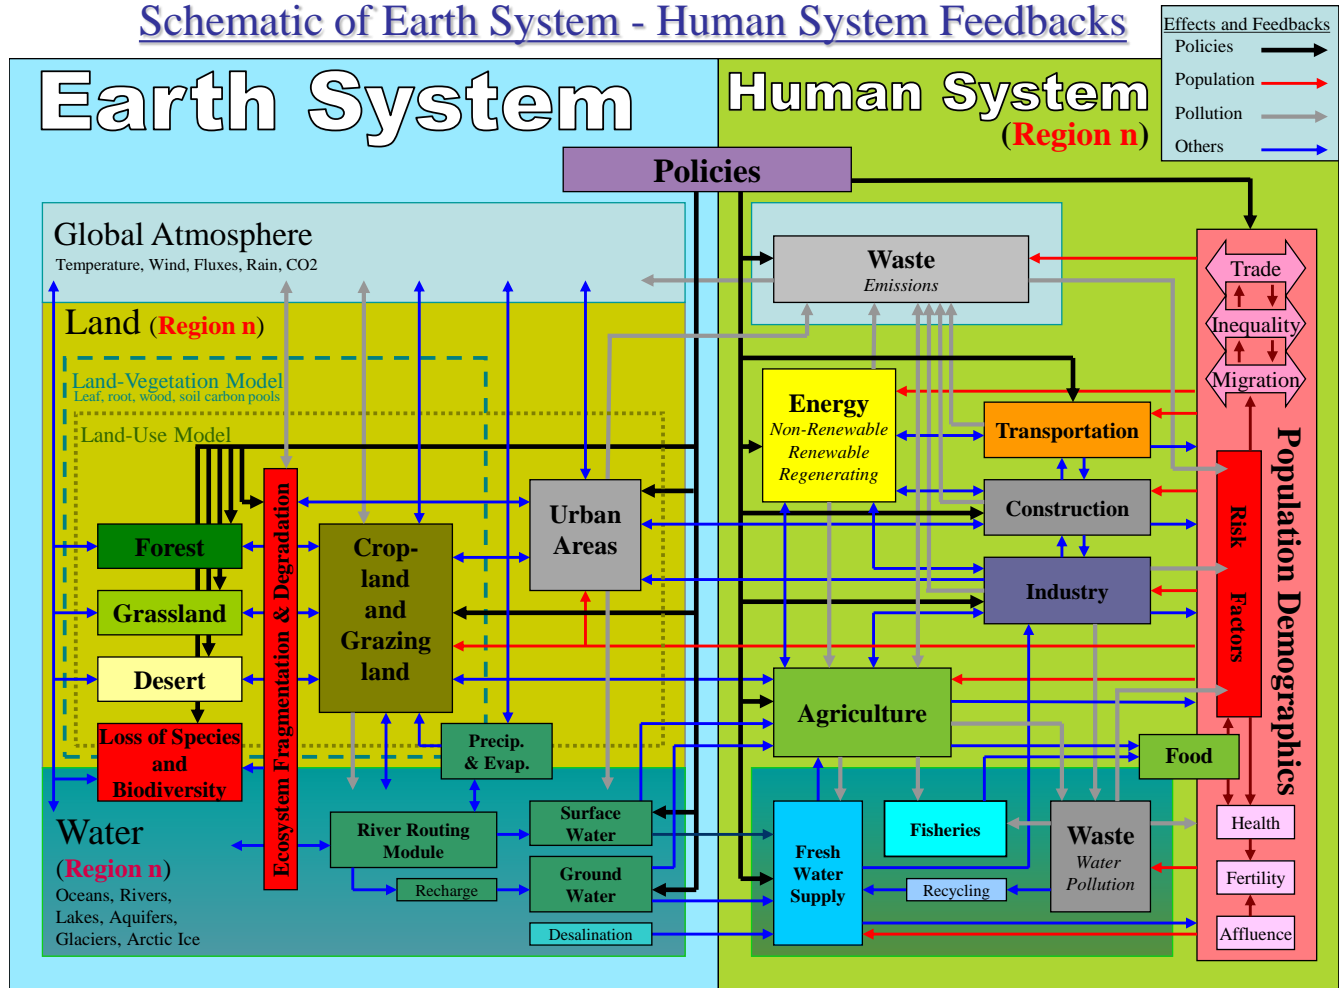 Schematic of Earth System - Human System Feedbacks
Effects and Feedbacks
Policies
Population
Pollution
Others
Earth System
Human System
(Region n)
Policies
Global Atmosphere
Temperature, Wind, Fluxes, Rain, CO2
Land (Region n)
Land-Vegetation Model
Leaf, root, wood, soil carbon pools
Land-Use Model
Forest
Grassland
Desert
Loss of Species
and
Biodiversity
Ecosystem Fragmentation & Degradation
Crop-
land
and
Grazing
land
Urban
Areas
Precip.
& Evap.
Water
(Region n)
Oceans, Rivers,
Lakes, Aquifers,
Glaciers, Arctic Ice
River Routing
Module
Recharge
Surface
Water
Ground
Water
Desalination
Waste
Emissions
Energy
Non-Renewable
Renewable
Regenerating
Transportation
Construction
Industry
Agriculture
Food
Fresh
Water
Supply
Fisheries
Recycling
Waste
Water
Pollution
Trade
Inequality
Migration
Population Demographics
Risk Factors
Health
Fertility
Affluence